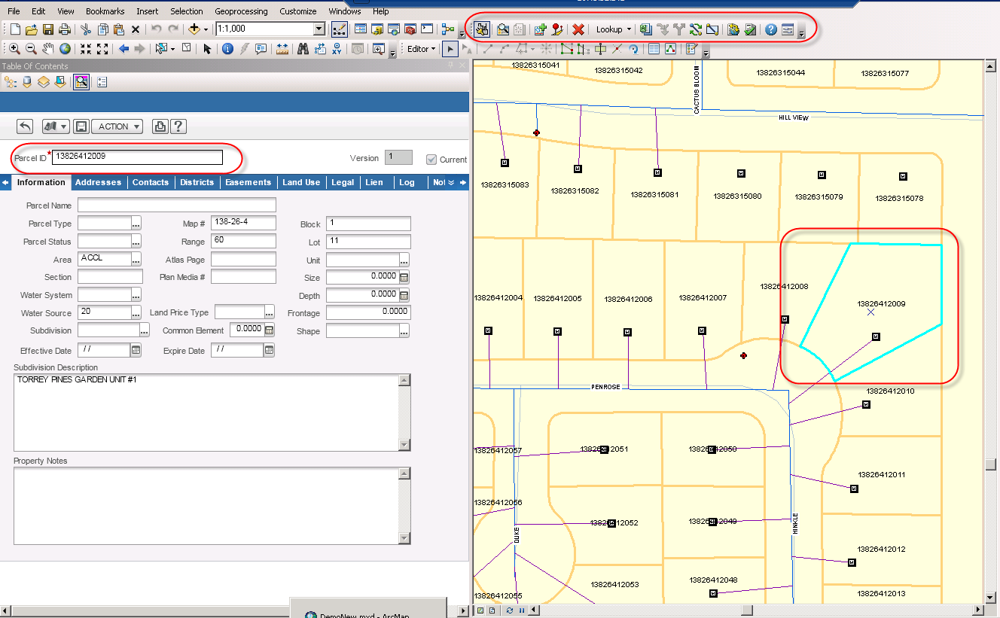 File Edit View Bookmarks Insert Selection Geoprocessing Customize Windows Help
1:1,000
Lookup
Editor
Table Of Contents
ACTION
Parcel ID * 13826412009 Version 1 Current
Information Addresses Contacts Districts Easements Land Use Legal Lien Log
Parcel Name
Parcel Type Map # 138-26-4 Block 1
Parcel Status Range 60 Lot 11
Area ACCL Atlas Page Unit
Section Plan Media # Size 0.0000
Water System Depth 0.0000
Water Source 20 Land Price Type Frontage 0.0000
Subdivision Common Element 0.0000 Shape
Effective Date / / Expire Date / /
Subdivision Description
TORREY PINES GARDEN UNIT #1
Property Notes
DemoNew.mxd - ArcMap
13826315041
13826315042
CACTUS BLOOM
13826315044
13826315077
HILL VIEW
13826315083
13826315082
13826315081
13826315080
13826315079
13826315078
13826412004
13826412005
13826412006
13826412007
13826412008
13826412009
PENROSE
13826412010
13826412057
13826412051
13826412050
13826412011
13826412056
13826412052
13826412049
DUKE
HINKLE
13826412012
13826412055
13826412053
13826412048
13826412013